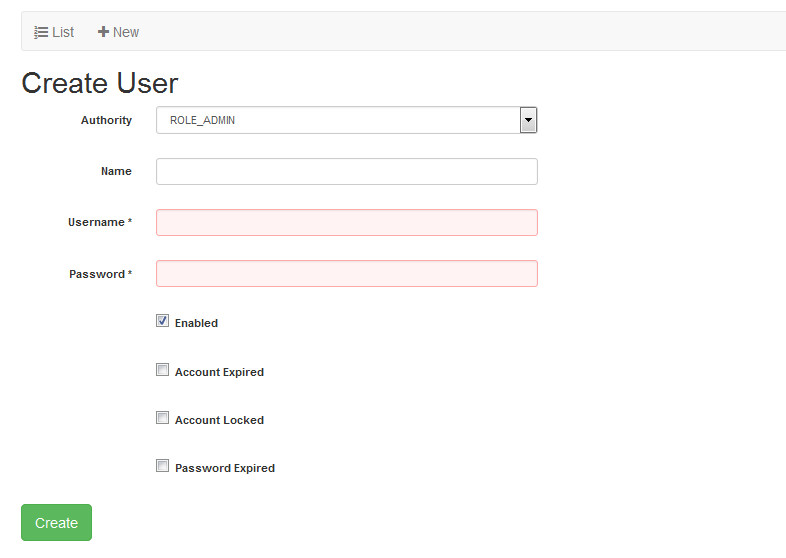 List New
Create User
Authority ROLE_ADMIN
Name
Username *
Password *
Enabled
Account Expired
Account Locked
Password Expired
Create